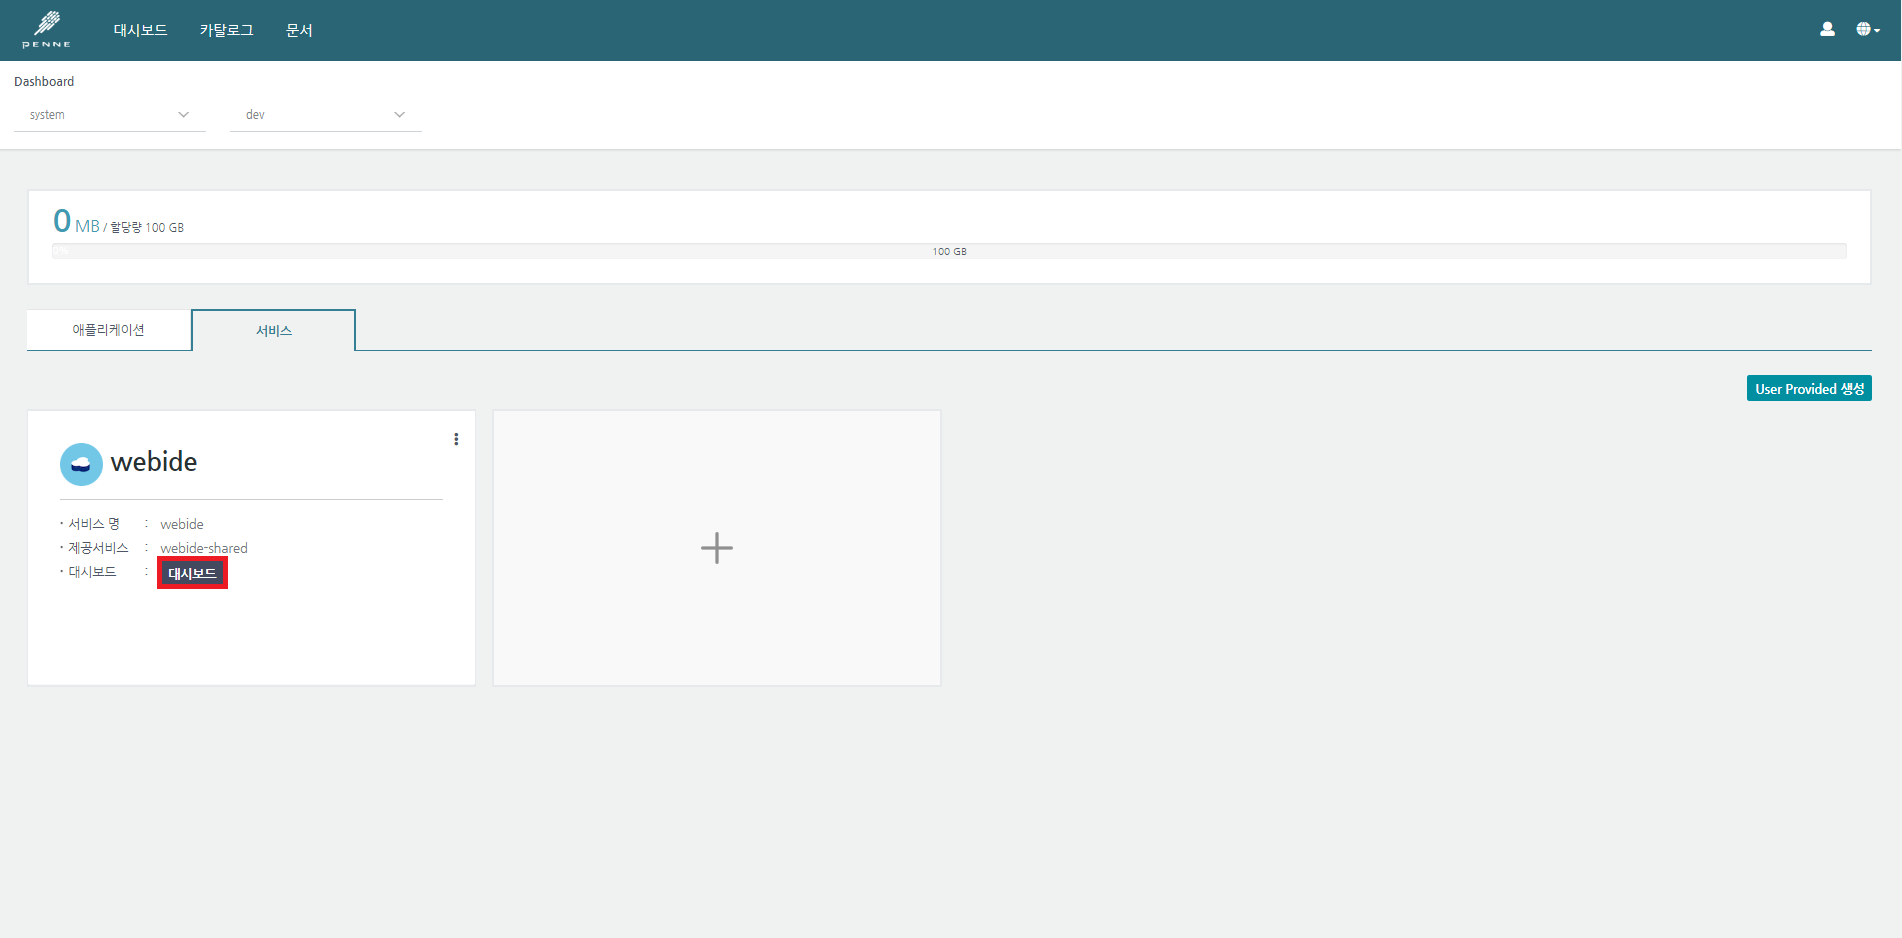 PENNE
대시보드 카탈로그 문서
Dashboard
system dev
0 MB / 할당량 100 GB
0% 100 GB
애플리케이션 서비스
User Provided 생성
webide
· 서비스 명 : webide
· 제공서비스 : webide-shared
· 대시보드 : 대시보드